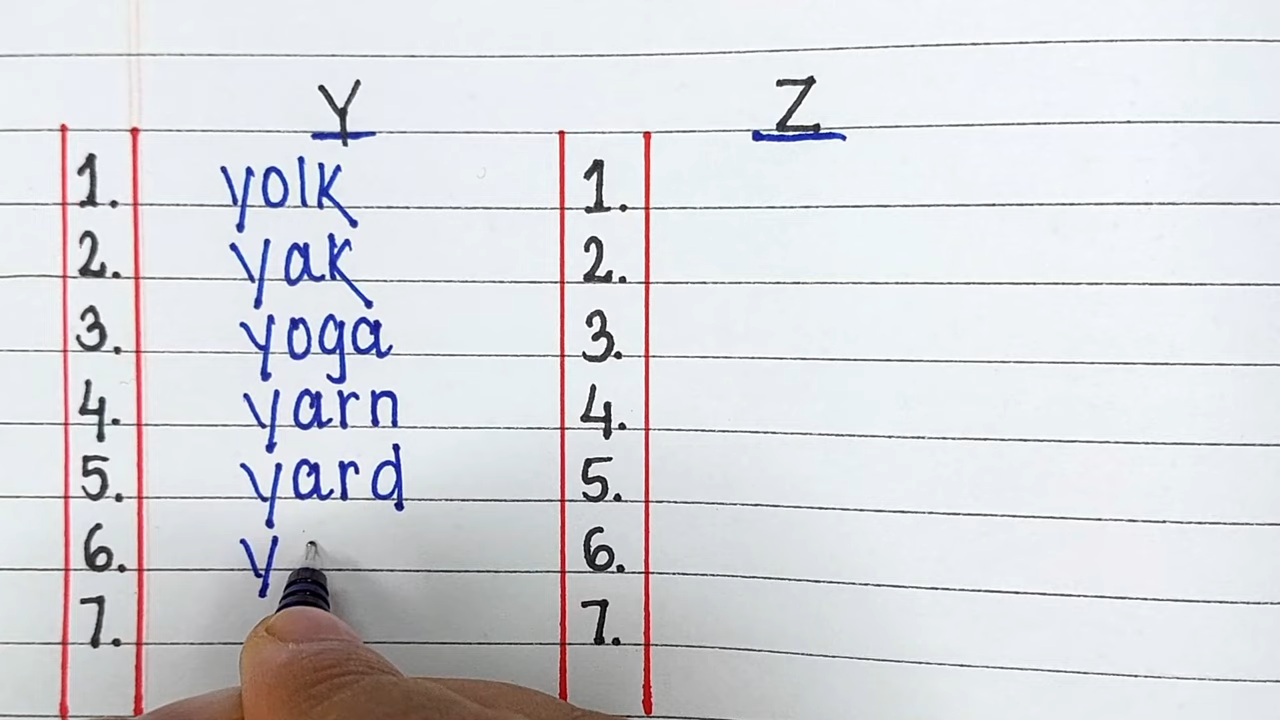 Y Z
1. yolk 1.
2. yak 2.
3. yoga 3.
4. yarn 4.
5. yard 5.
6. y 6.
7. 7.